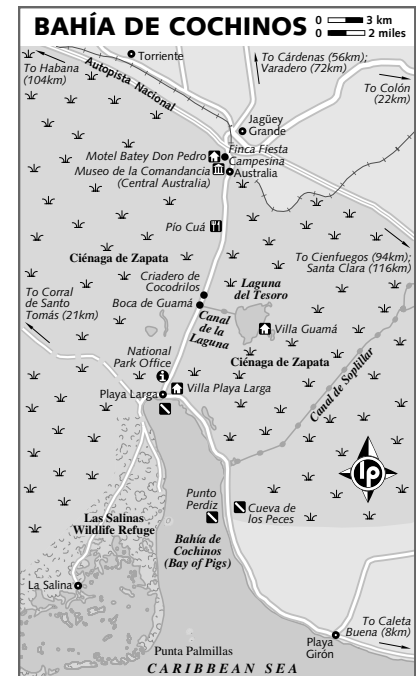 BAHÍA DE COCHINOS
0 3 km
0 2 miles
Torriente
To Cárdenas (56km);
Varadero (72km)
To Habana
(104km)
Autopista Nacional
To Colón
(22km)
Jagüey
Grande
Motel Batey Don Pedro
Finca Fiesta
Campesina
Museo de la Comandancia
(Central Australia)
Australia
Pío Cuá
Ciénaga de Zapata
To Cienfuegos (94km);
Santa Clara (116km)
Criadero de
Cocodrilos
Laguna
del Tesoro
To Corral
de Santo
Tomás (21km)
Boca de Guamá
Canal
de la
Laguna
Villa Guamá
National
Park Office
Ciénaga de Zapata
Villa Playa Larga
Playa Larga
Canal de Soplillar
lp
Punto
Perdiz
Cueva de
los Peces
Las Salinas
Wildlife Refuge
Bahía de
Cochinos
(Bay of Pigs)
La Salina
To Caleta
Buena (8km)
Playa
Girón
Punta Palmillas
CARIBBEAN SEA